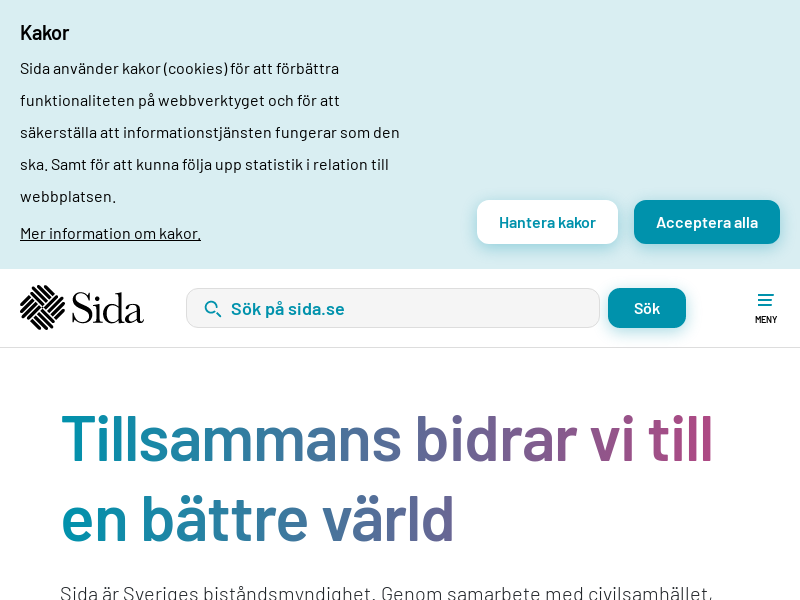 Kakor
Sida använder kakor (cookies) för att förbättra
funktionaliteten på webbverktyget och för att
säkerställa att informationstjänsten fungerar som den
ska. Samt för att kunna följa upp statistik i relation till
webbplatsen.
Mer information om kakor.
Hantera kakor
Acceptera alla
Sida
Sök på sida.se
Sök
MENY
Tillsammans bidrar vi till
en bättre värld
Sida är Sveriges biståndsmyndighet. Genom samarbete med civilsamhället,